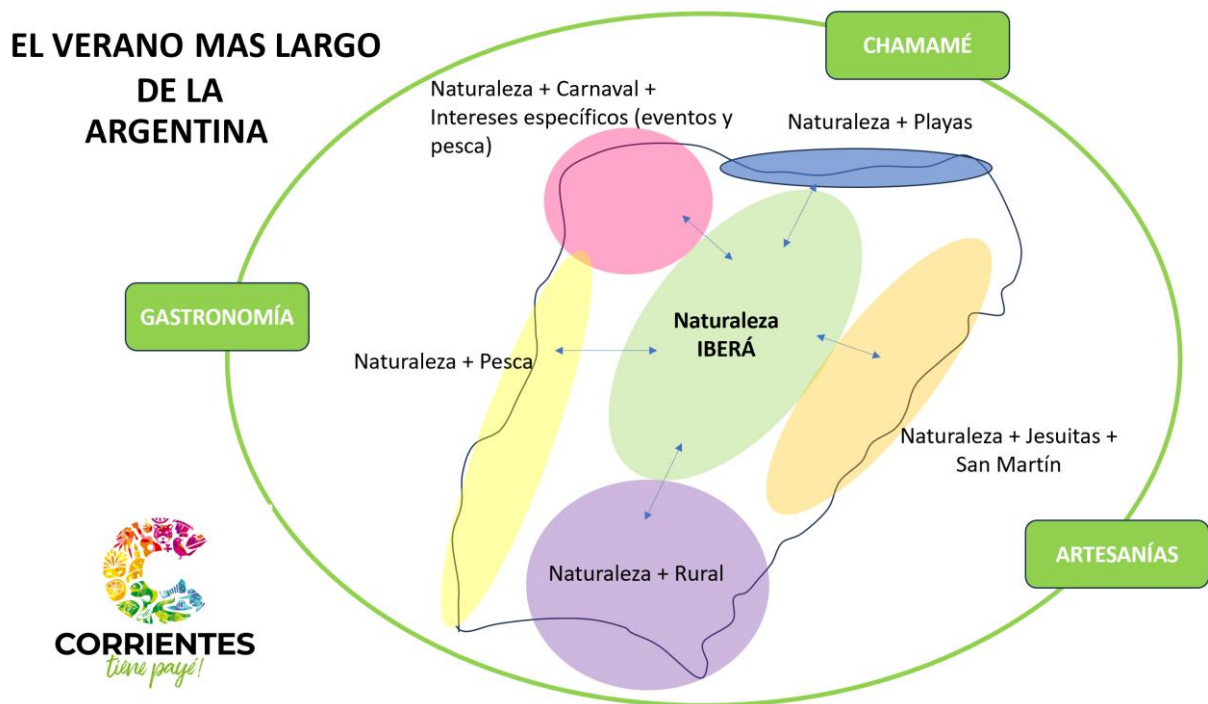 EL VERANO MAS LARGO
DE LA
ARGENTINA
CHAMAMÉ
Naturaleza + Carnaval +
Intereses específicos (eventos y
pesca)
Naturaleza + Playas
GASTRONOMÍA
Naturaleza
IBERÁ
Naturaleza + Pesca
Naturaleza + Jesuitas +
San Martín
ARTESANÍAS
Naturaleza + Rural
CORRIENTES
tiene payé!